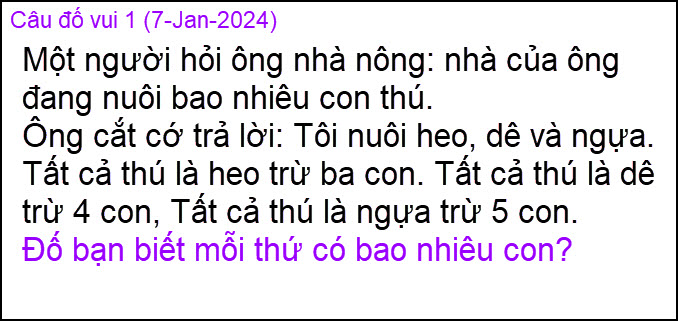 Câu đố vui 1 (7-Jan-2024)
Một người hỏi ông nhà nông: nhà của ông
đang nuôi bao nhiêu con thú.
Ông cắt cớ trả lời: Tôi nuôi heo, dê và ngựa.
Tất cả thú là heo trừ ba con. Tất cả thú là dê
trừ 4 con, Tất cả thú là ngựa trừ 5 con.
Đố bạn biết mỗi thứ có bao nhiêu con?